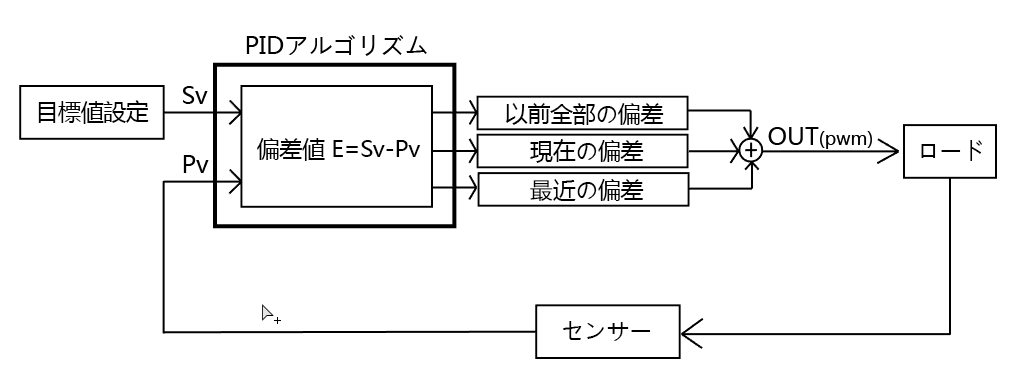 PIDアルゴリズム
目標値設定
Sv
Pv
偏差値 E=Sv-Pv
以前全部の偏差
現在の偏差
最近の偏差
+
OUT(pwm)
ロード
センサー